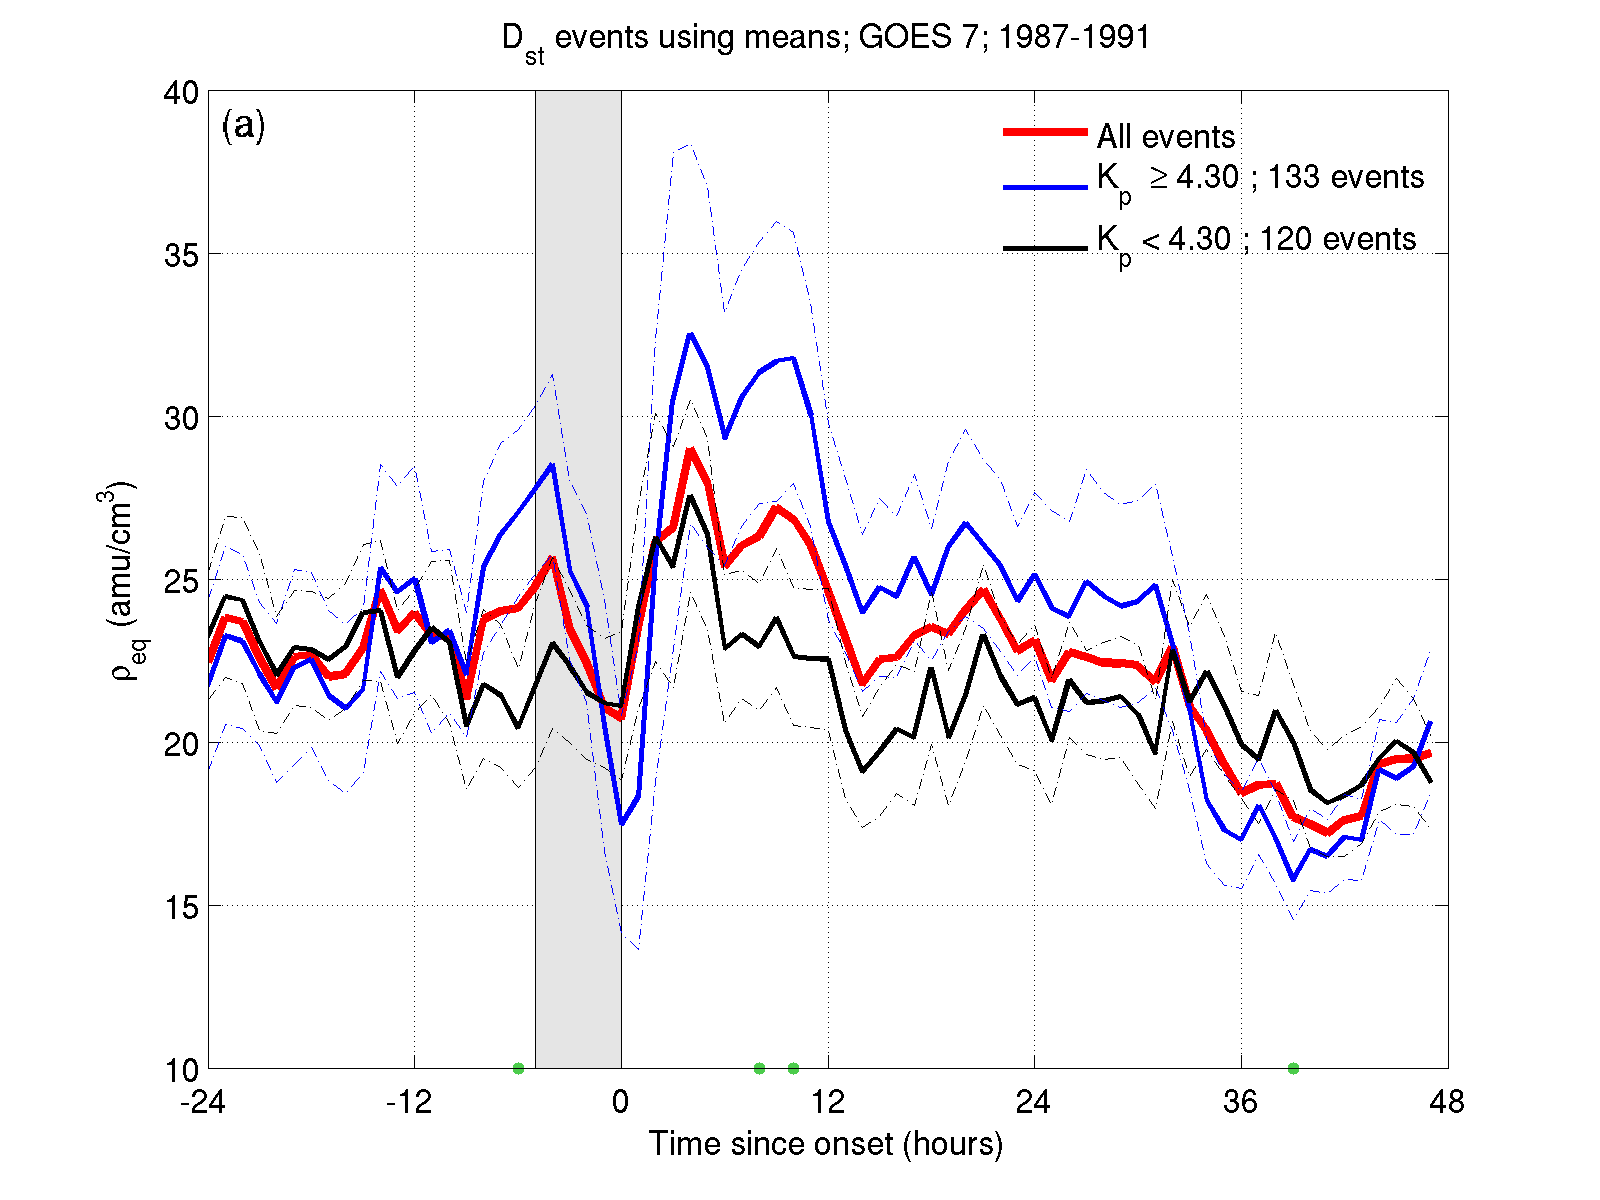 Dst events using means; GOES 7; 1987-1991
(a)
All events
Kp ≥ 4.30 ; 133 events
Kp < 4.30 ; 120 events
40
35
30
25
20
15
10
ρeq (amu/cm³)
-24 -12 0 12 24 36 48
Time since onset (hours)